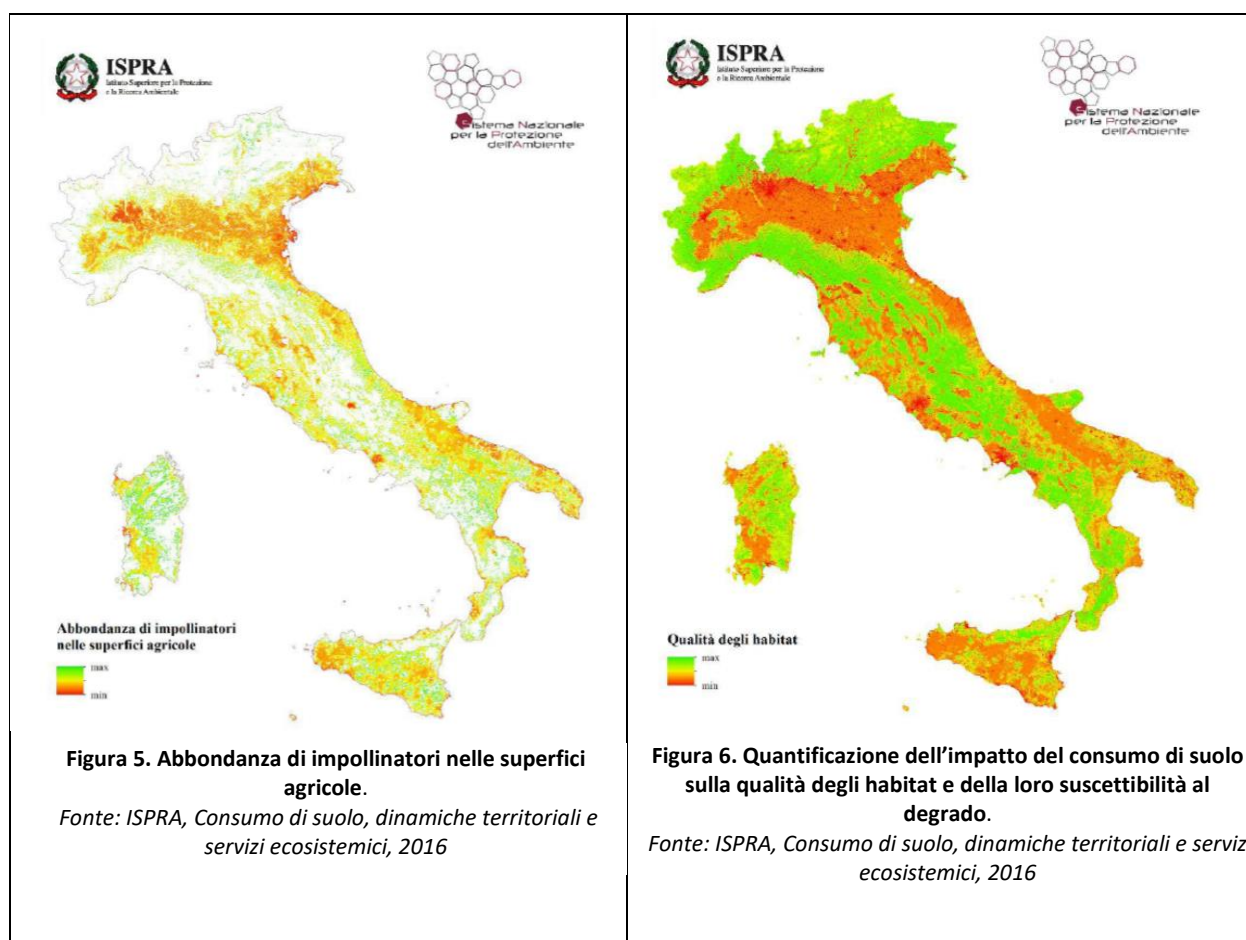 ISPRA
Istituto Superiore per la Protezione
e la Ricerca Ambientale
Sistema Nazionale
per la Protezione
dell'Ambiente
Abbondanza di impollinatori
nelle superfici agricole
max
min
Figura 5. Abbondanza di impollinatori nelle superfici
agricole.
Fonte: ISPRA, Consumo di suolo, dinamiche territoriali e
servizi ecosistemici, 2016
ISPRA
Istituto Superiore per la Protezione
e la Ricerca Ambientale
Sistema Nazionale
per la Protezione
dell'Ambiente
Qualità degli habitat
max
min
Figura 6. Quantificazione dell'impatto del consumo di suolo
sulla qualità degli habitat e della loro suscettibilità al
degrado.
Fonte: ISPRA, Consumo di suolo, dinamiche territoriali e serviz
ecosistemici, 2016